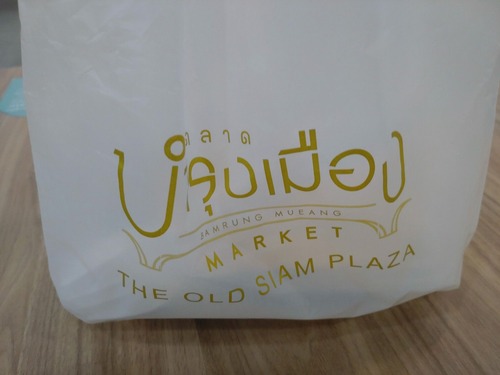 ตลาด
บำรุงเมือง
BAMRUNG MUEANG
MARKET
THE OLD SIAM PLAZA